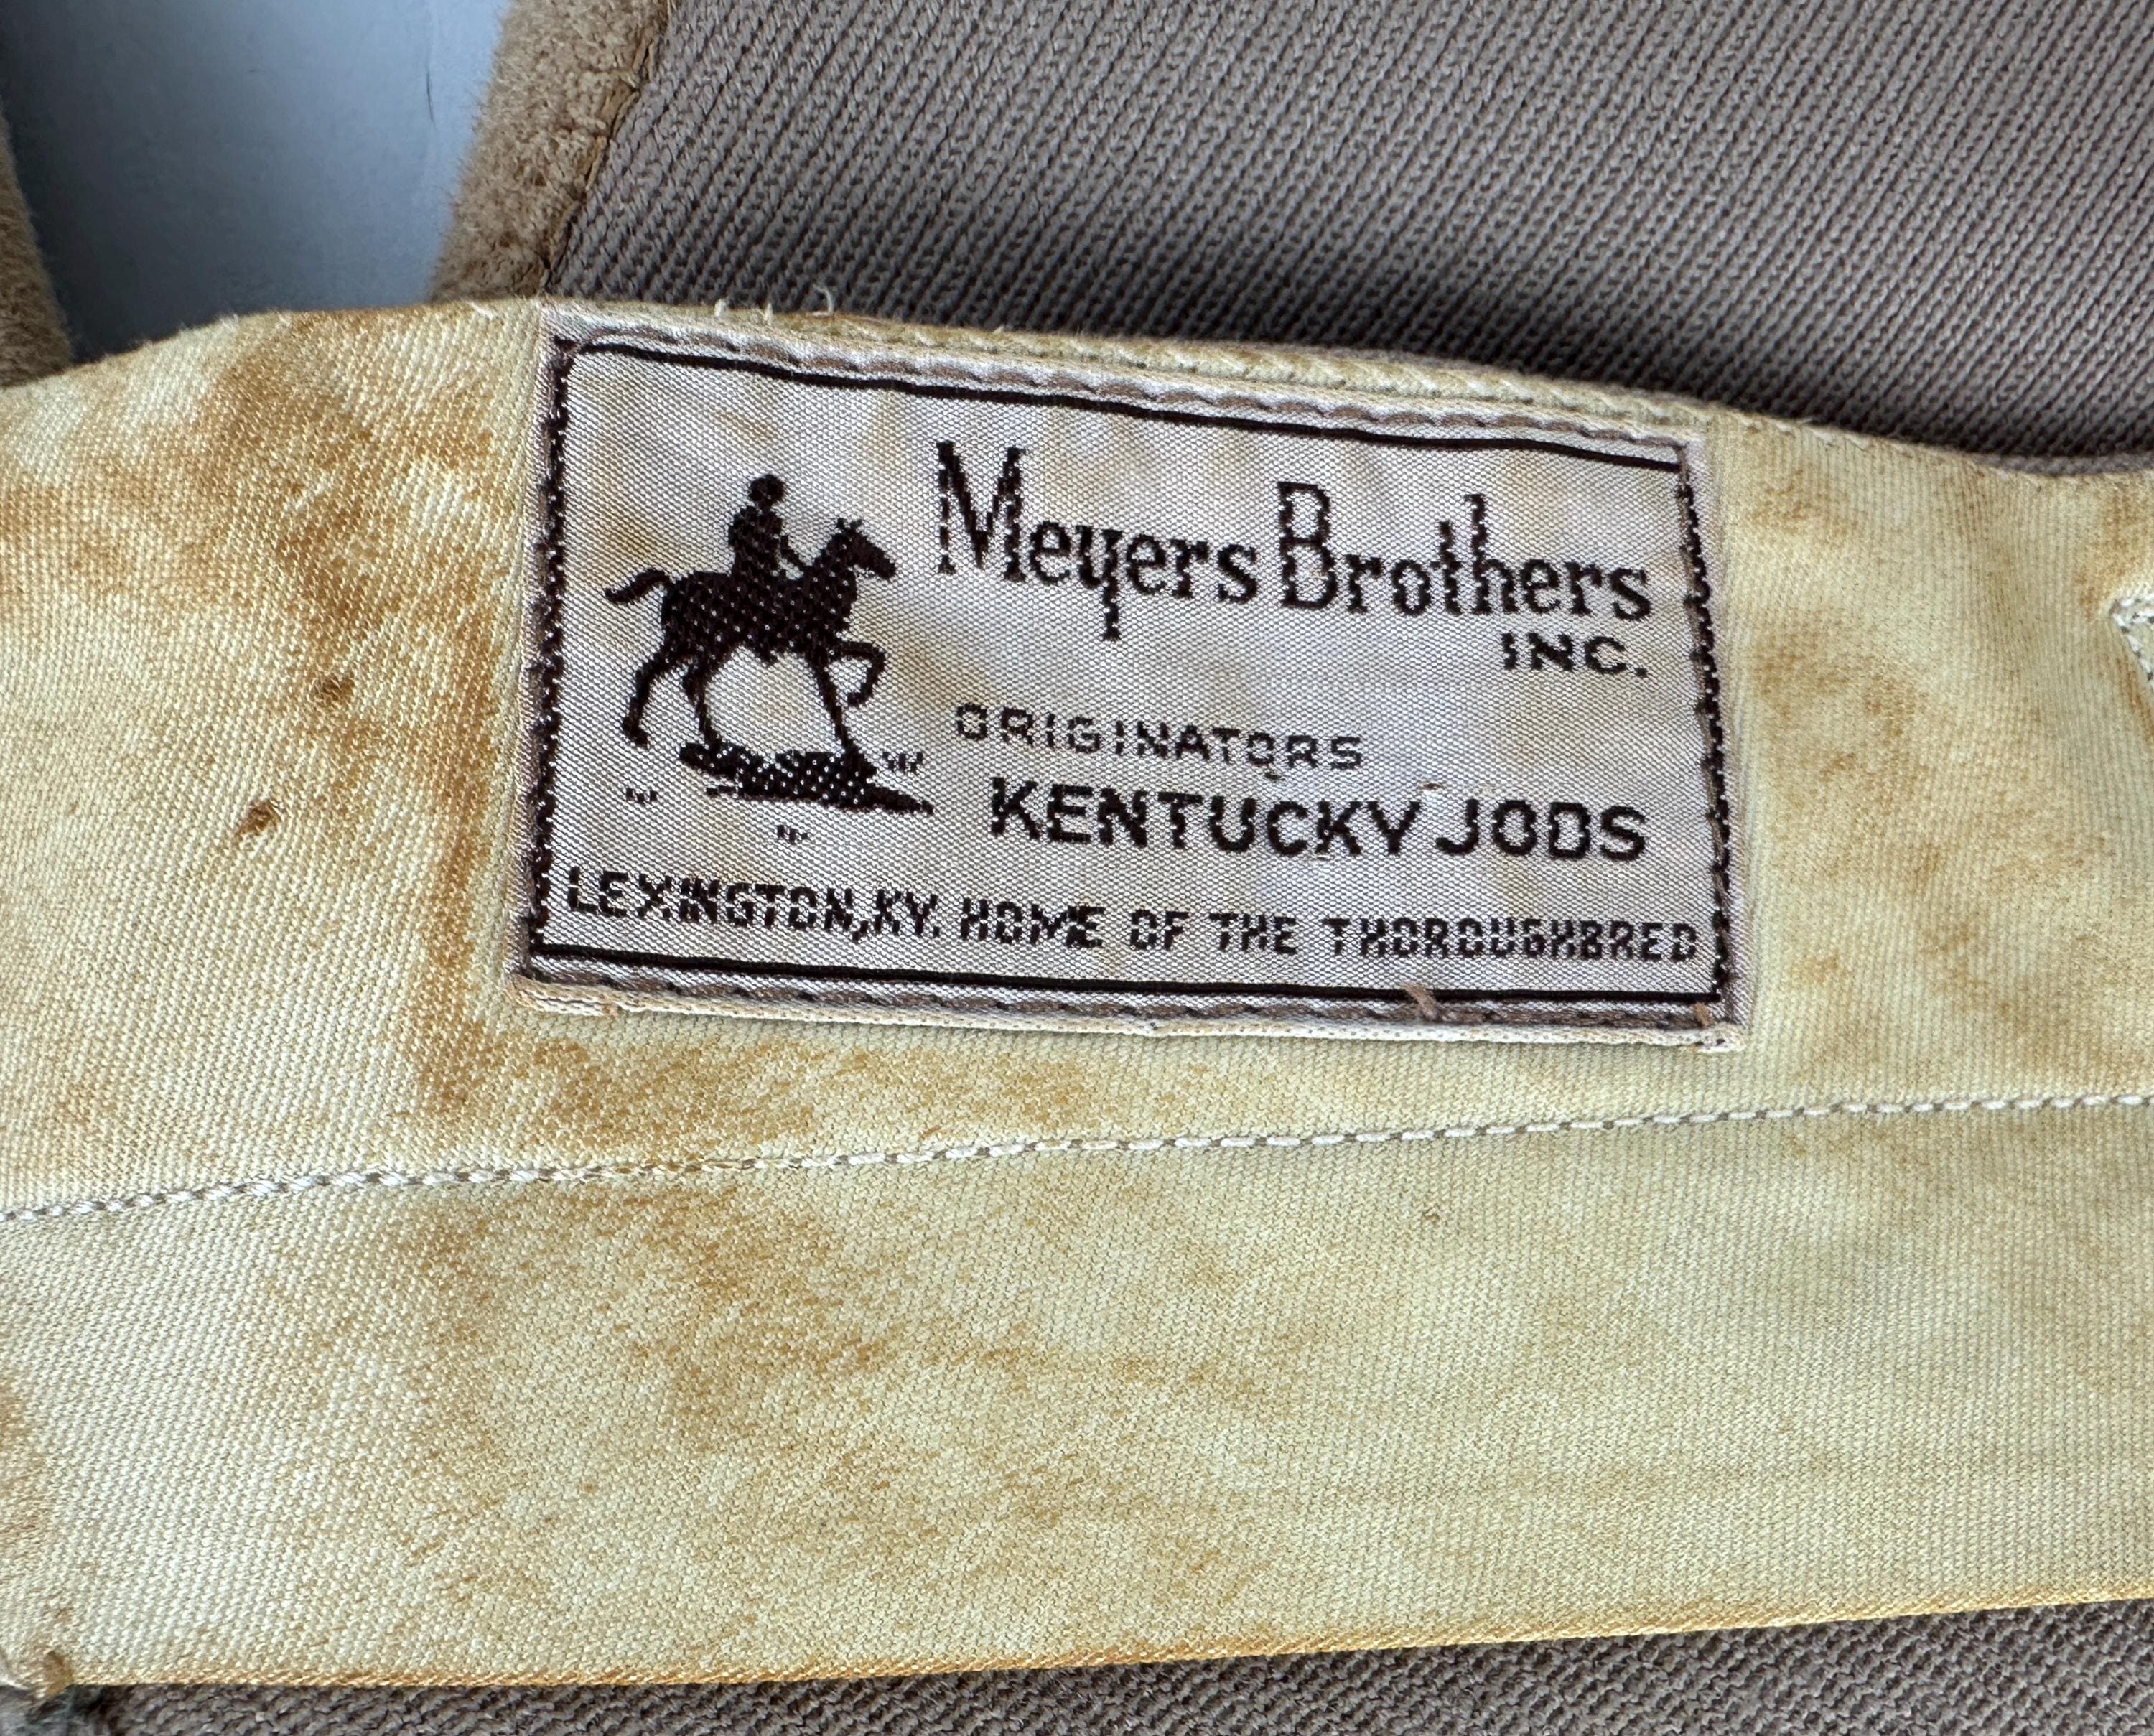 Meyers Brothers
INC.
ORIGINATORS
KENTUCKY JODS
LEXINGTON, KY. HOME OF THE THOROUGHBRED